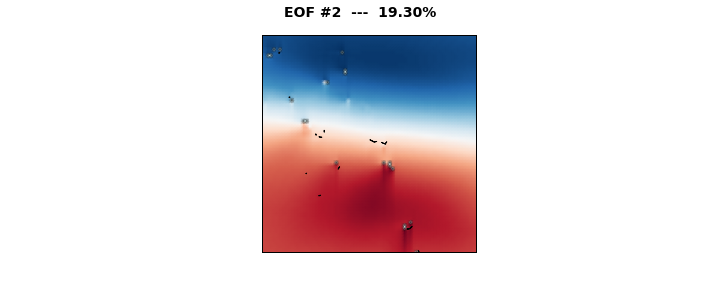 EOF #2 --- 19.30%